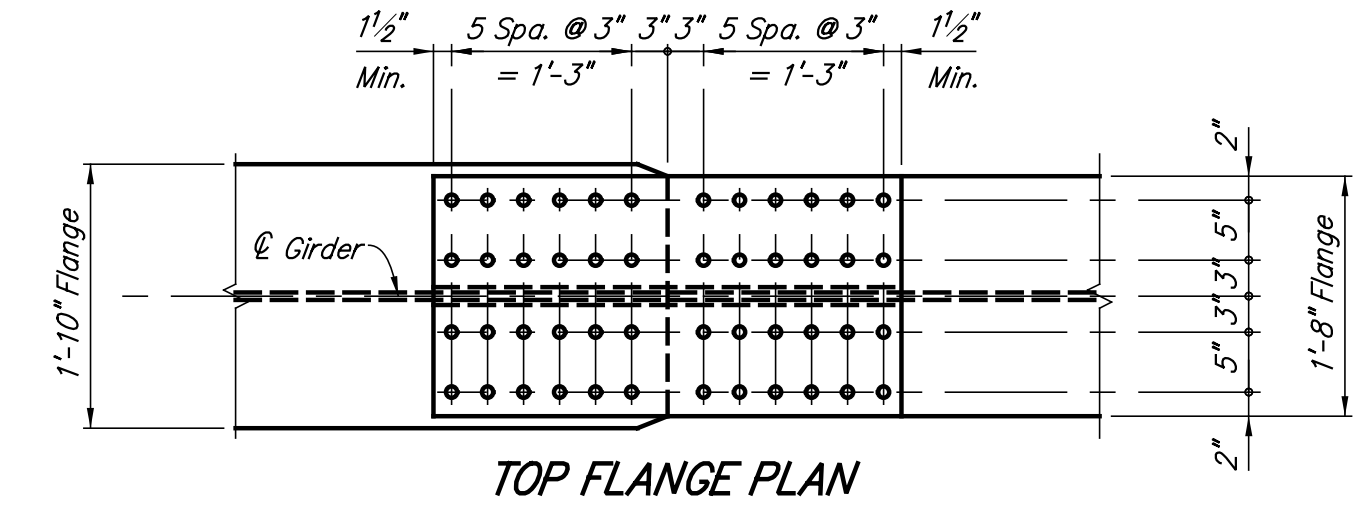 1½" 5 Spa. @ 3" 3" 3" 5 Spa. @ 3" 1½"
Min. = 1'-3" = 1'-3" Min.
2"
5"
3"
3"
5"
2"
1'-10" Flange
℄ Girder
1'-8" Flange
TOP FLANGE PLAN